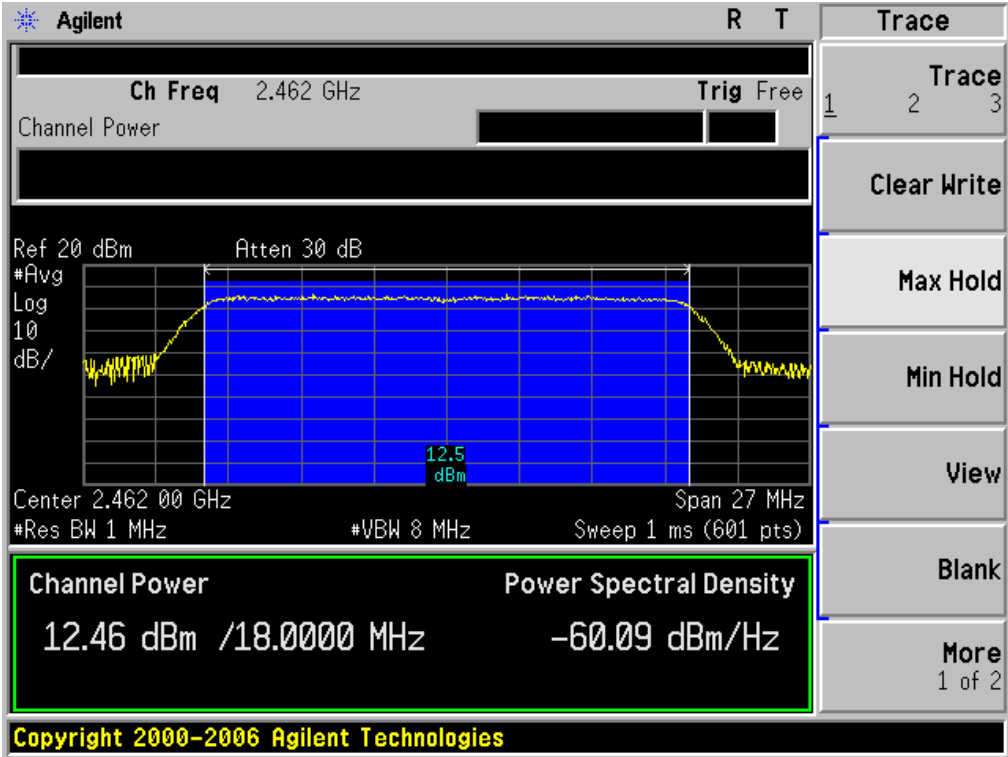 Agilent R T
Ch Freq 2.462 GHz Trig Free
Channel Power
Ref 20 dBm Atten 30 dB
#Avg
Log
10
dB/
12.5
dBm
Center 2.462 00 GHz Span 27 MHz
#Res BW 1 MHz #VBW 8 MHz Sweep 1 ms (601 pts)
Channel Power Power Spectral Density
12.46 dBm /18.0000 MHz -60.09 dBm/Hz
Copyright 2000-2006 Agilent Technologies
Trace
Trace
1 2 3
Clear Write
Max Hold
Min Hold
View
Blank
More
1 of 2